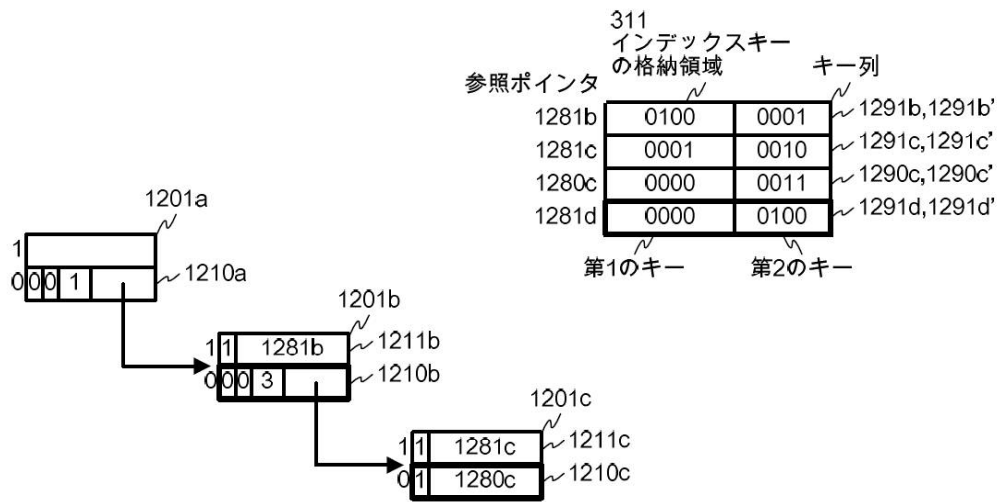 311
インデックスキー
の格納領域
参照ポインタ
キー列
1281b 0100 0001 1291b,1291b’
1281c 0001 0010 1291c,1291c’
1280c 0000 0011 1290c,1290c’
1281d 0000 0100 1291d,1291d’
第1のキー 第2のキー
1201a
1
0 0 0 1 1210a
1201b
1 1 1281b 1211b
0 0 0 3 1210b
1201c
1 1 1281c 1211c
0 1 1280c 1210c